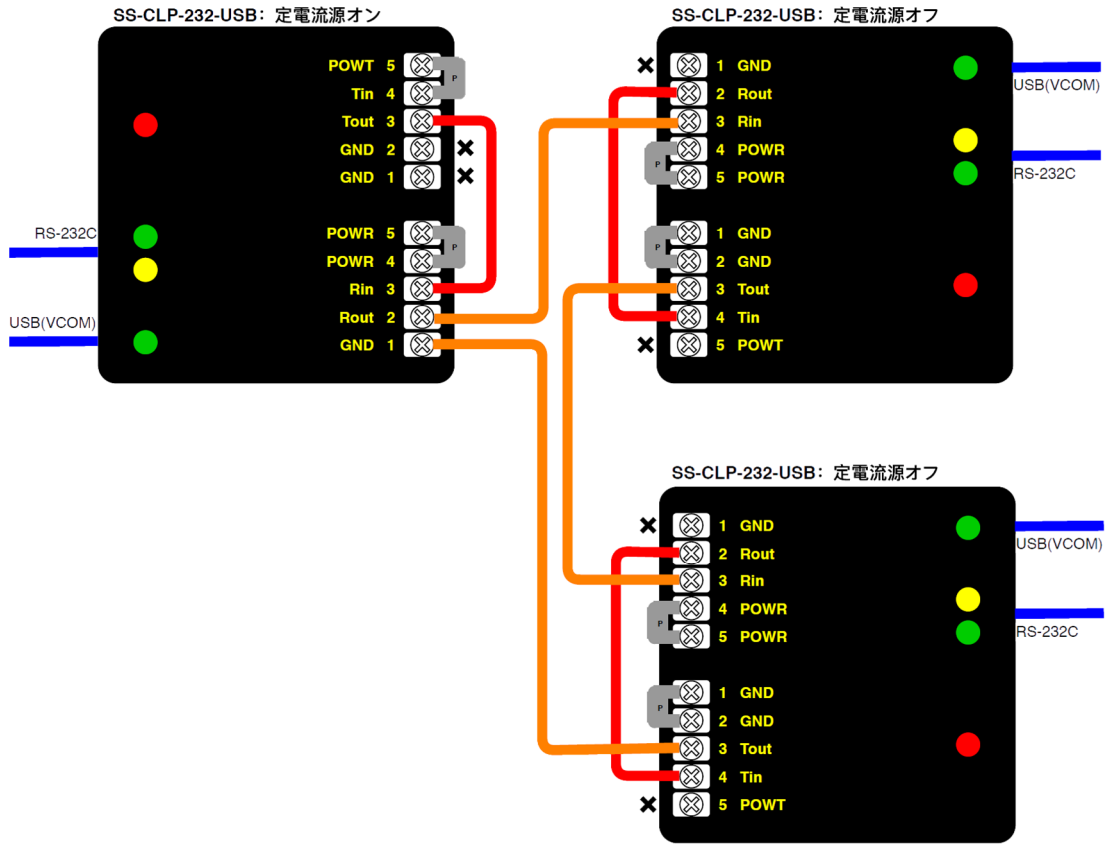 SS-CLP-232-USB：定電流源オン
POWT 5
P
Tin 4
Tout 3
GND 2
GND 1
RS-232C
POWR 5
P
POWR 4
Rin 3
USB(VCOM)
Rout 2
GND 1
SS-CLP-232-USB：定電流源オフ
1 GND
USB(VCOM)
2 Rout
3 Rin
4 POWR
P
5 POWR
RS-232C
1 GND
P
2 GND
3 Tout
4 Tin
5 POWT
SS-CLP-232-USB：定電流源オフ
1 GND
USB(VCOM)
2 Rout
3 Rin
4 POWR
P
5 POWR
RS-232C
1 GND
P
2 GND
3 Tout
4 Tin
5 POWT